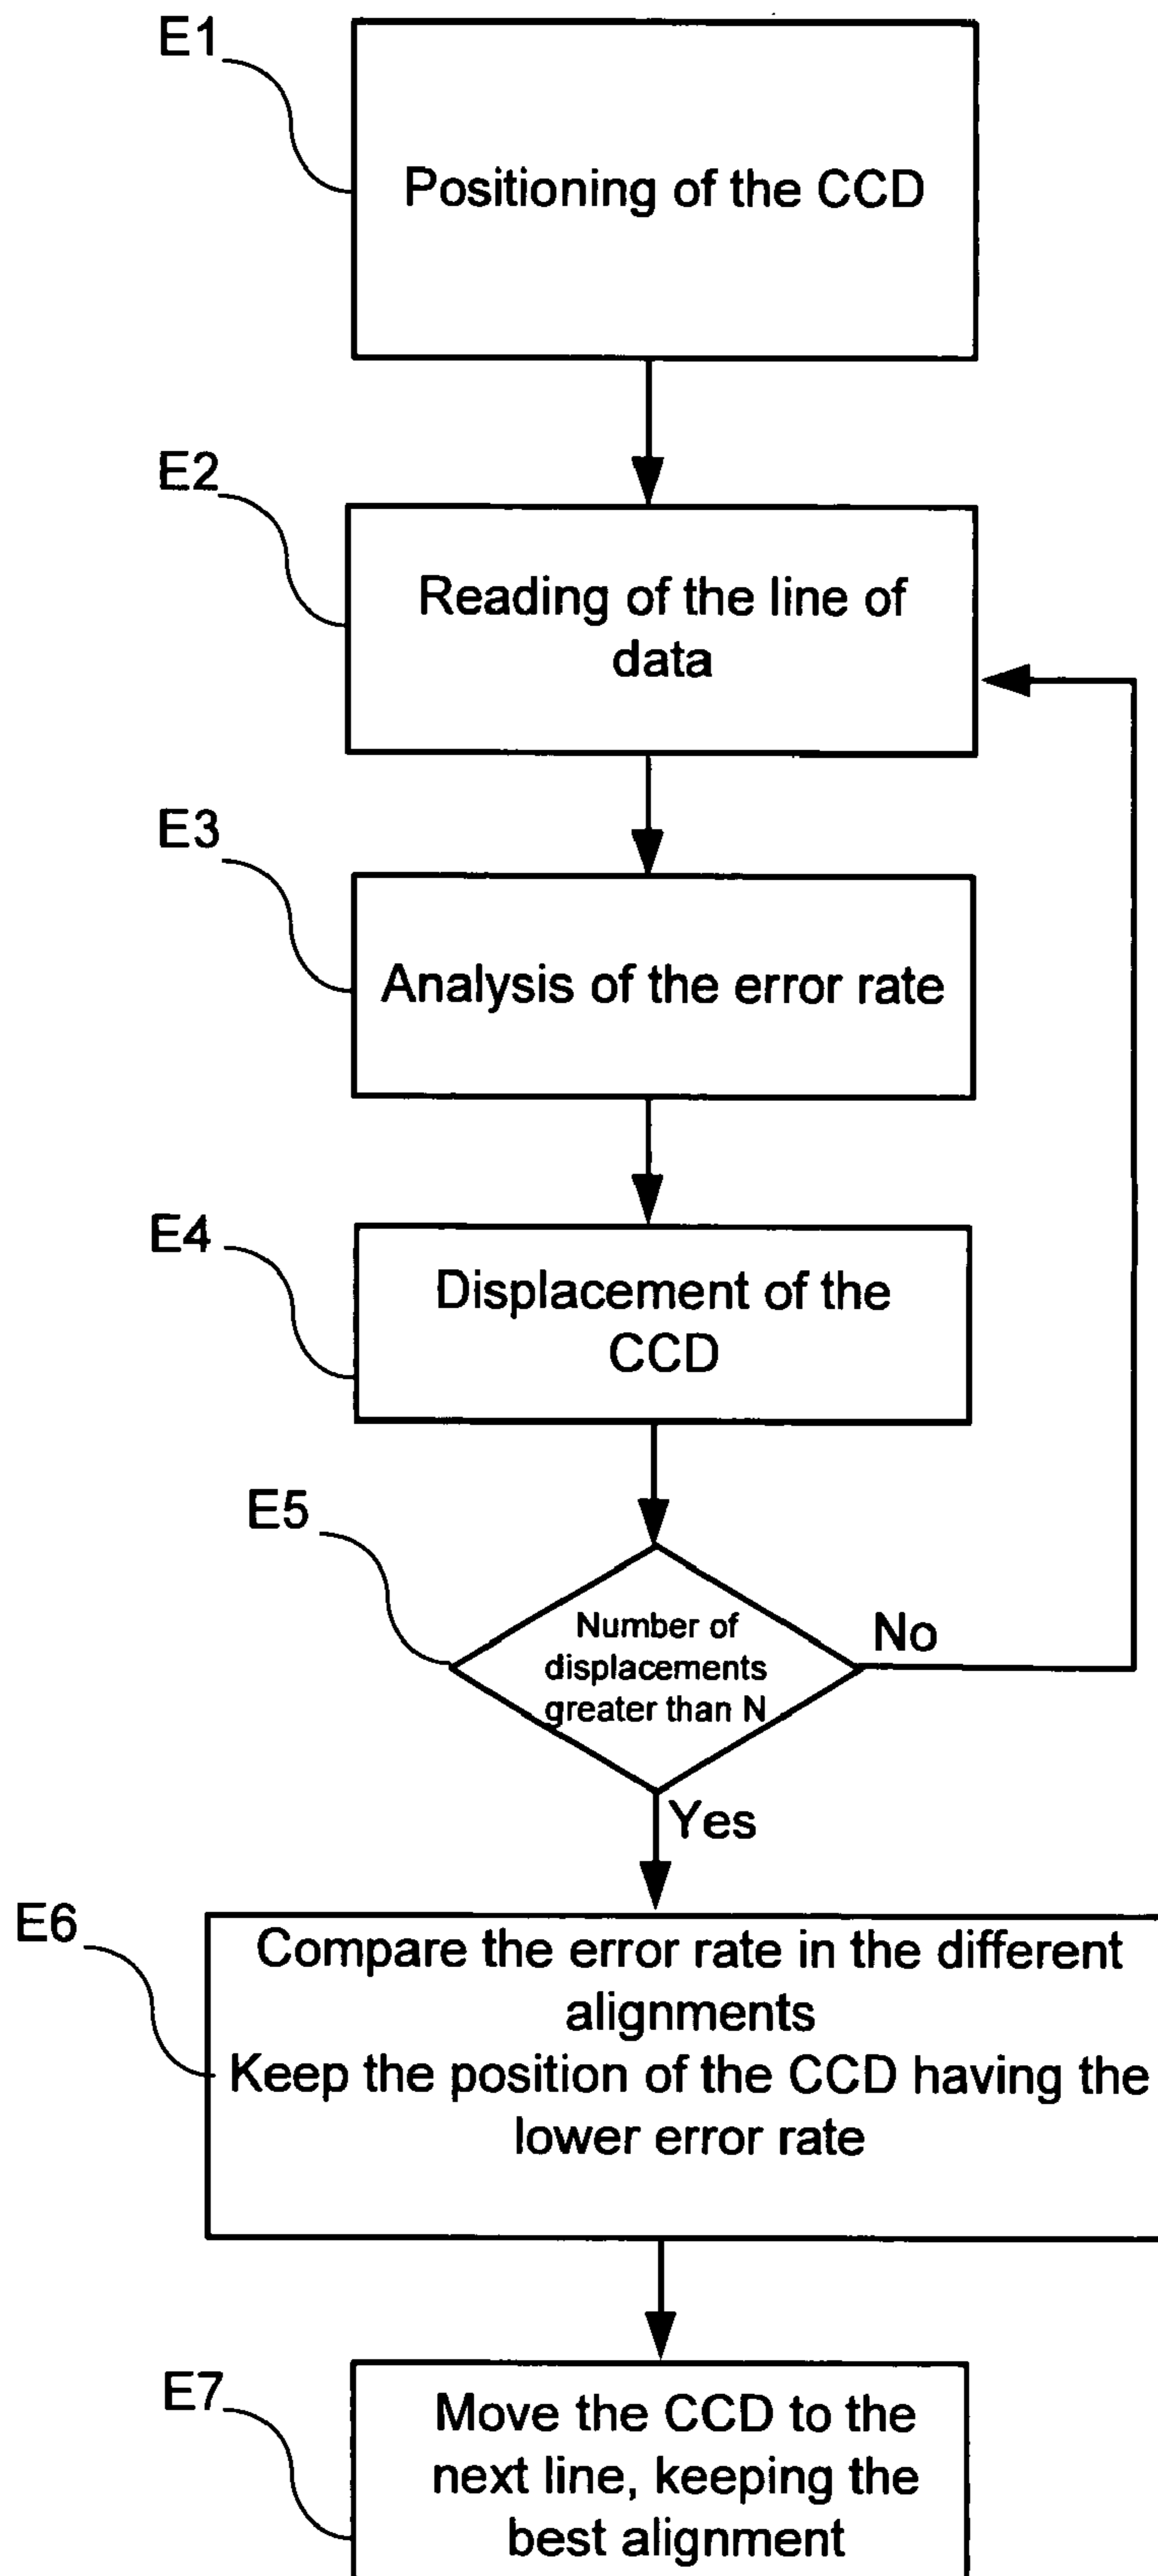 E1
Positioning of the CCD
E2
Reading of the line of
data
E3
Analysis of the error rate
E4
Displacement of the
CCD
E5
Number of
displacements
greater than N
No
Yes
E6
Compare the error rate in the different
alignments
Keep the position of the CCD having the
lower error rate
E7
Move the CCD to the
next line, keeping the
best alignment